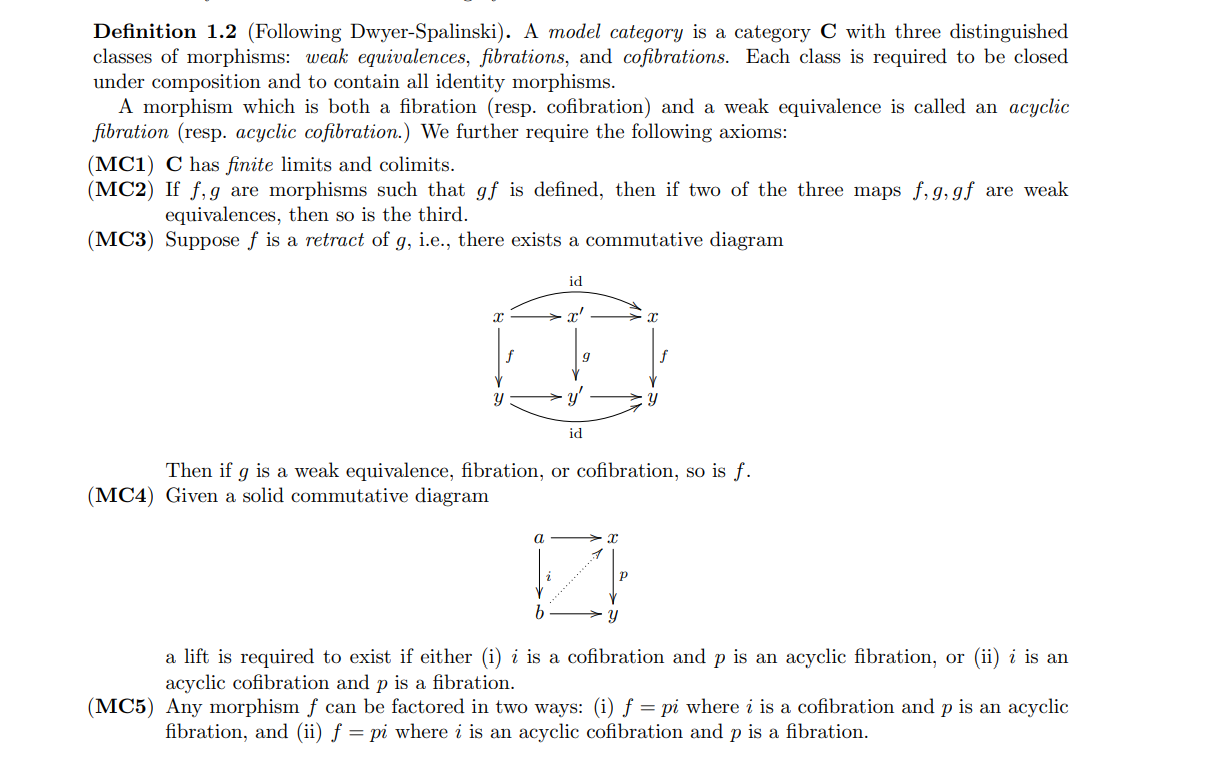 Definition 1.2 (Following Dwyer-Spalinski). A model category is a category C with three distinguished
classes of morphisms: weak equivalences, fibrations, and cofibrations. Each class is required to be closed
under composition and to contain all identity morphisms.
A morphism which is both a fibration (resp. cofibration) and a weak equivalence is called an acyclic
fibration (resp. acyclic cofibration.) We further require the following axioms:
(MC1) C has finite limits and colimits.
(MC2) If f, g are morphisms such that gf is defined, then if two of the three maps f, g, gf are weak
equivalences, then so is the third.
(MC3) Suppose f is a retract of g, i.e., there exists a commutative diagram
id
x x′ x
f g f
y y′ y
id
Then if g is a weak equivalence, fibration, or cofibration, so is f.
(MC4) Given a solid commutative diagram
a x
i p
b y
a lift is required to exist if either (i) i is a cofibration and p is an acyclic fibration, or (ii) i is an
acyclic cofibration and p is a fibration.
(MC5) Any morphism f can be factored in two ways: (i) f = pi where i is a cofibration and p is an acyclic
fibration, and (ii) f = pi where i is an acyclic cofibration and p is a fibration.